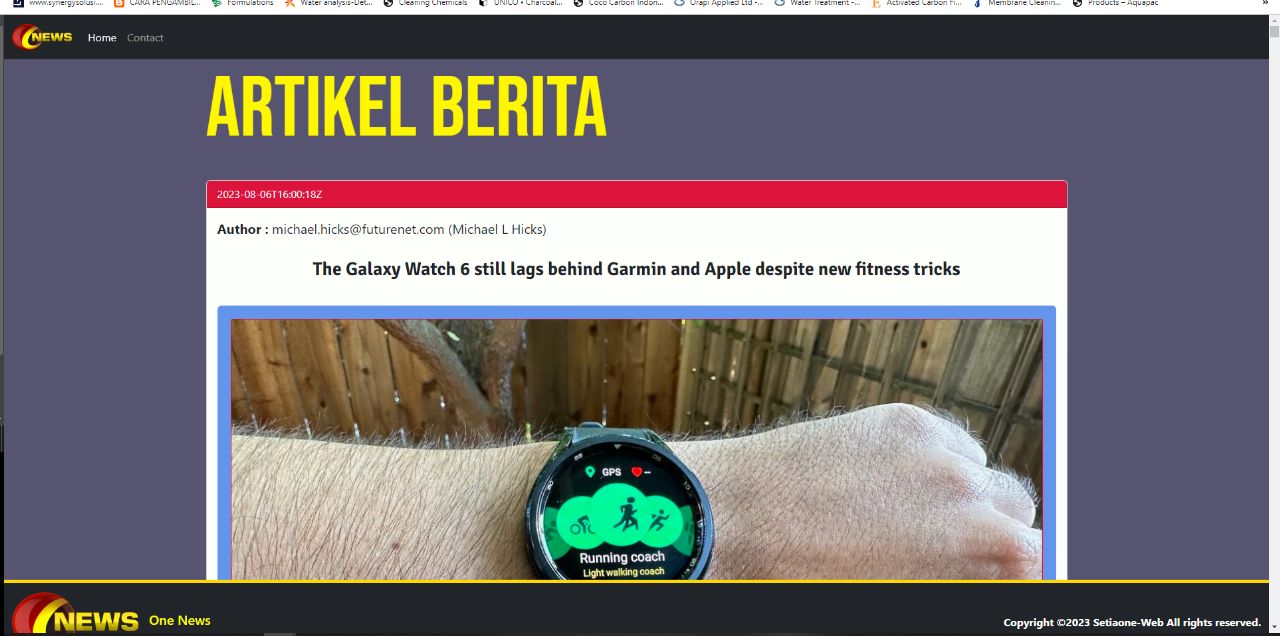 www.synergysolusi... CARA PENGAMBIL... Formulations Water analysis-Det... Cleaning Chemicals UNICO • Charcoal... Coco Carbon Indon... Urapi Applied Ltd -... Water Treatment -... Activated Carbon Fi... Membrane Cleanin... Products – Aquapac »
NEWS Home Contact
ARTIKEL BERITA
2023-08-06T16:00:18Z
Author : michael.hicks@futurenet.com (Michael L Hicks)
The Galaxy Watch 6 still lags behind Garmin and Apple despite new fitness tricks
GPS --
Running coach
Light walking coach
NEWS One News
Copyright ©2023 Setiaone-Web All rights reserved.